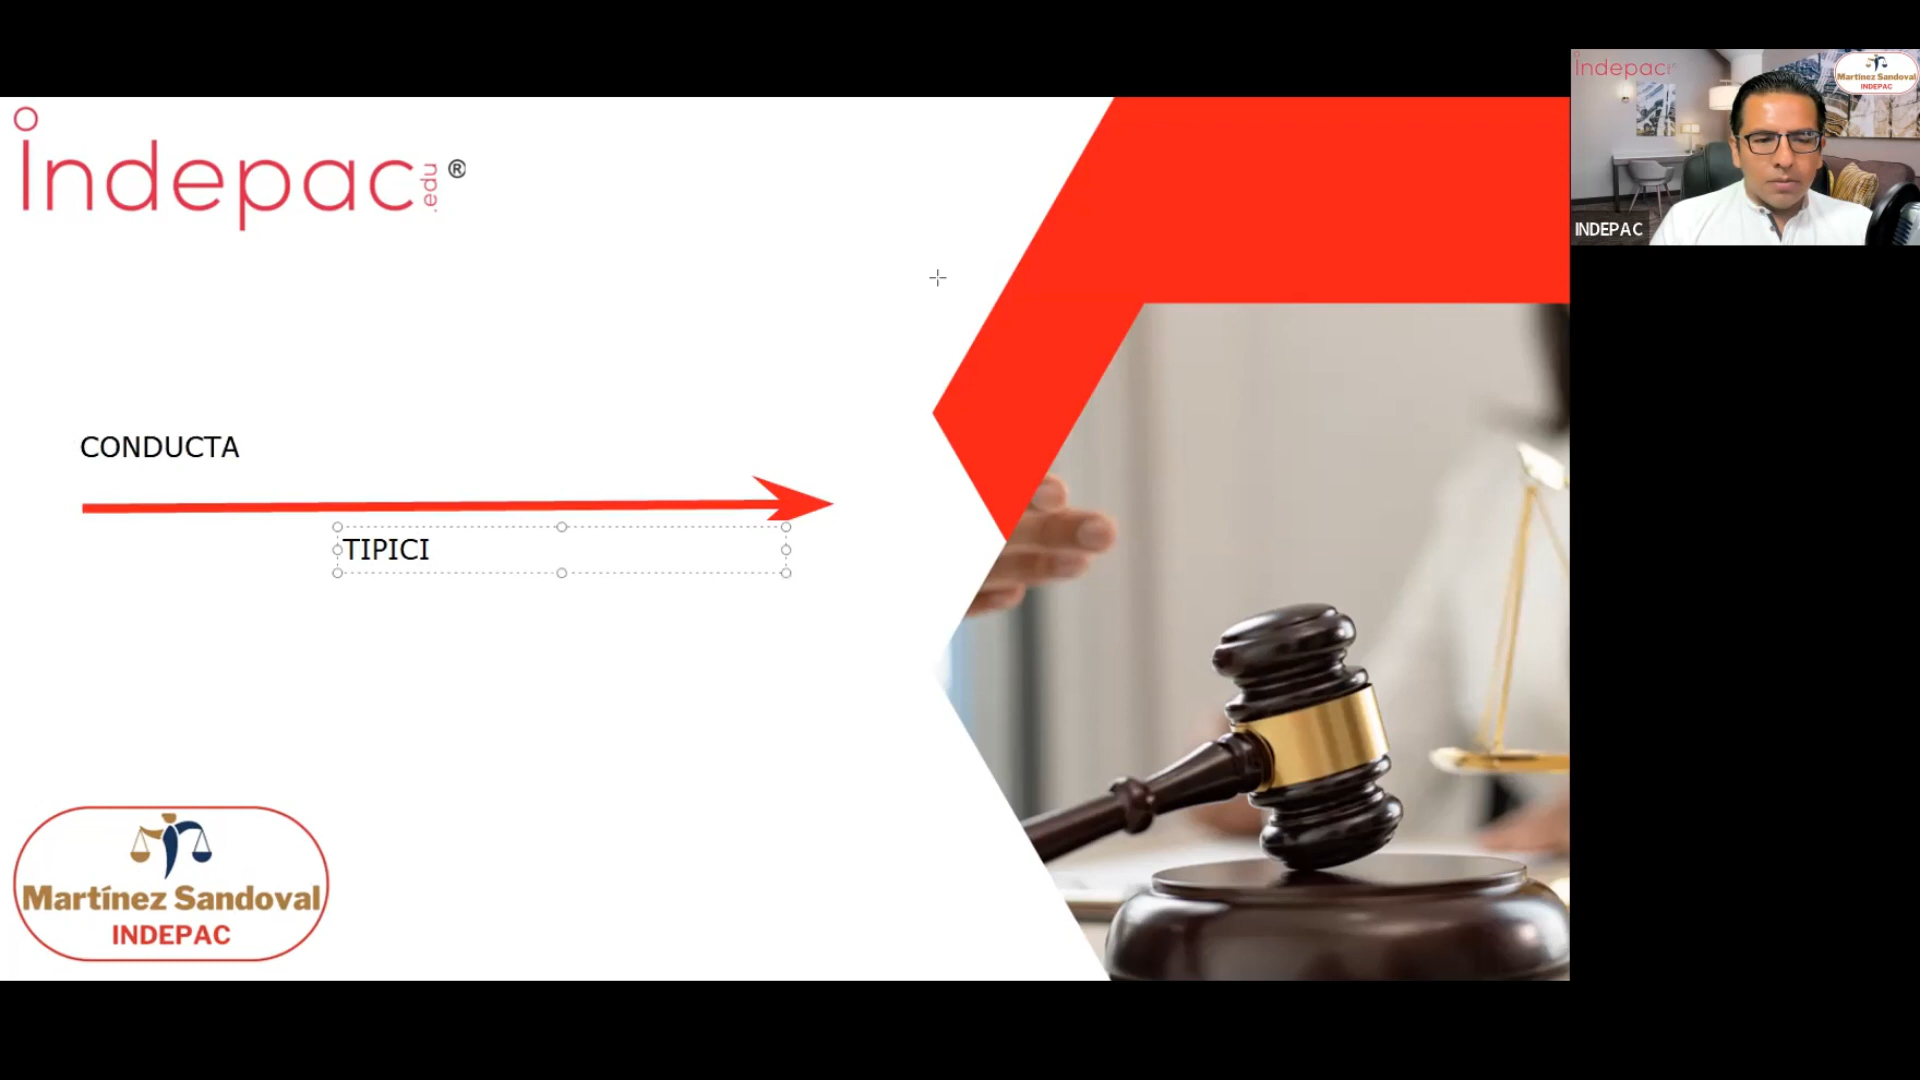 indepac .edu ®
CONDUCTA
TIPICI
Martínez Sandoval
INDEPAC
Indepac
Martínez Sandoval
INDEPAC
INDEPAC